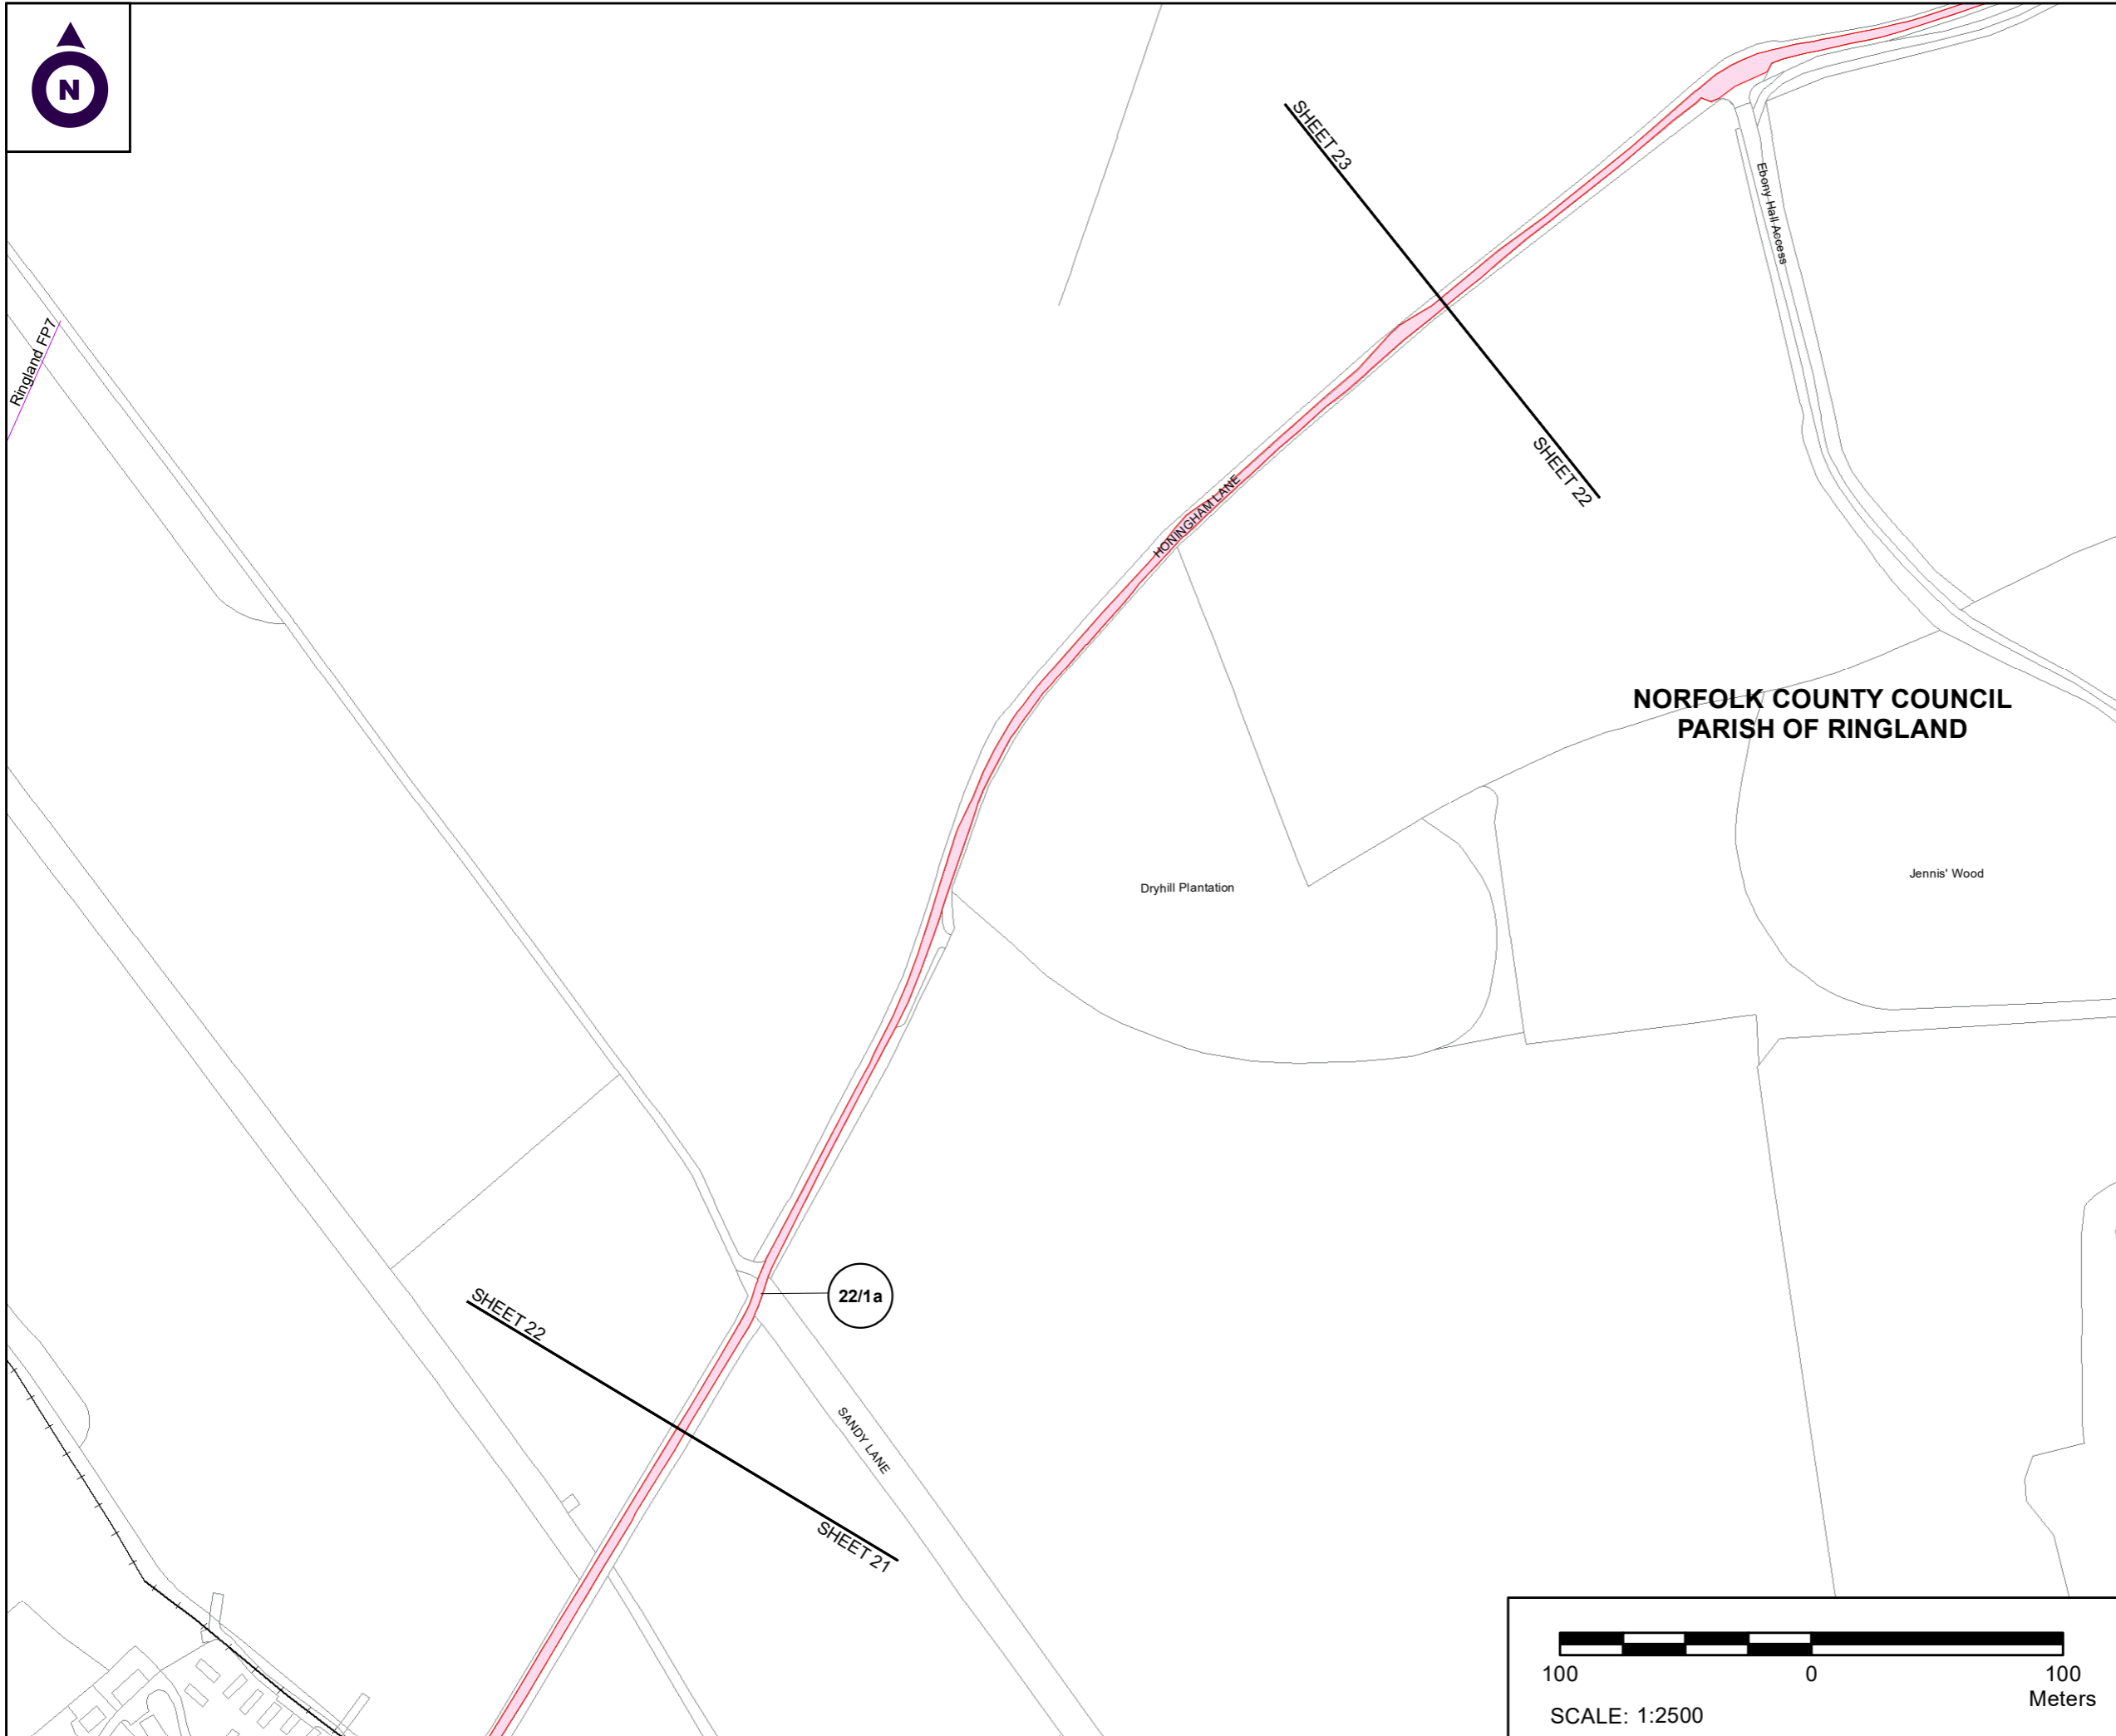 N
SHEET 23
Ebony Hall Access
Ringland FP7
SHEET 22
HONINGHAM LANE
NORFOLK COUNTY COUNCIL
PARISH OF RINGLAND
Dryhill Plantation
Jennis' Wood
22/1a
SHEET 22
SANDY LANE
SHEET 21
100 0 100
Meters
SCALE: 1:2500